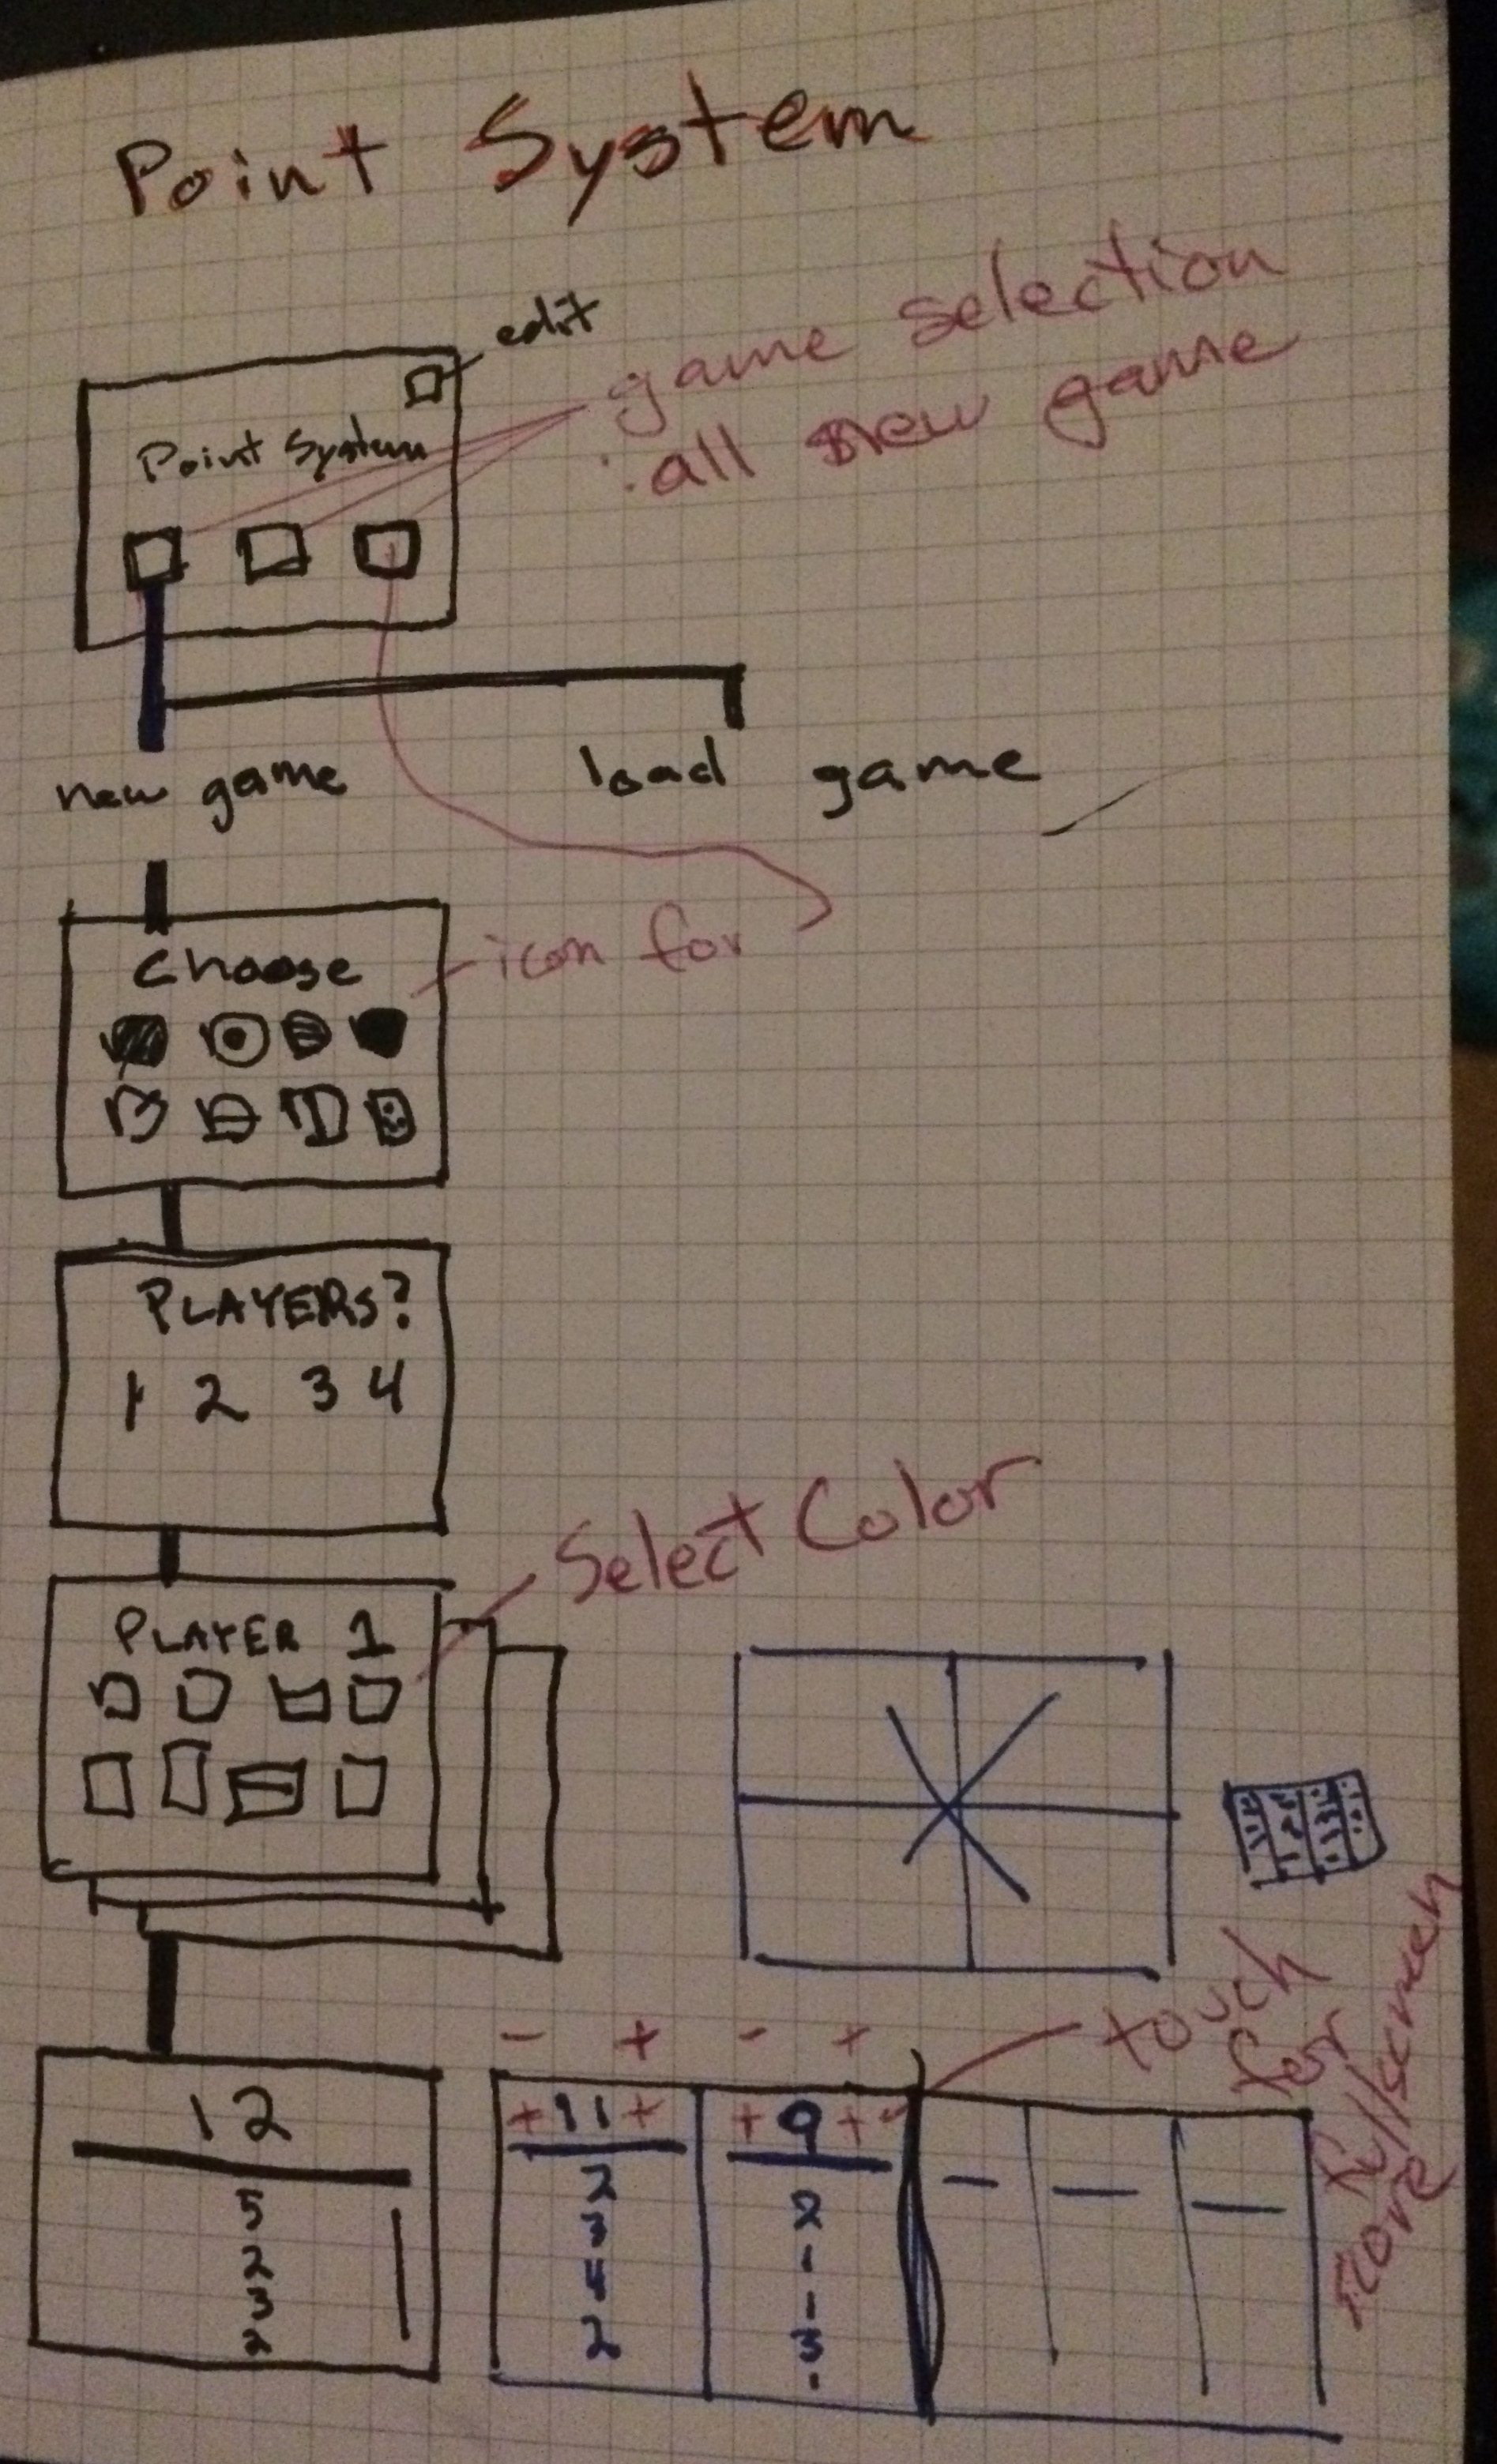 Point System
edit
game selection
: all new game
Point System
new game
load game
Choose
icon for
PLAYERS?
1 2 3 4
Select Color
PLAYER 1
touch
for
fullscreen
score
- + - +
12
5
2
3
2
+ 11 +
2
3
4
2
+ 9 +
2
1
1
3